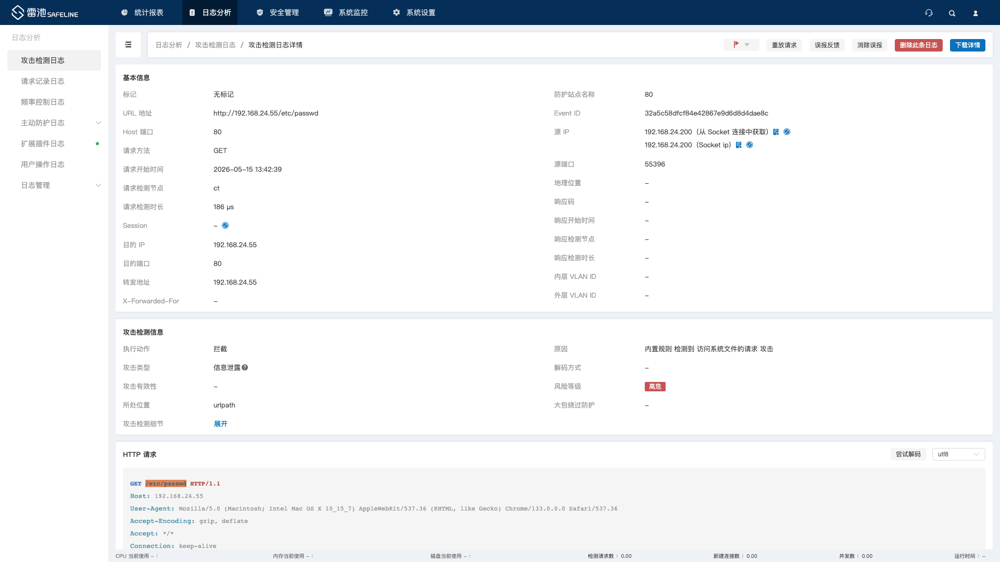 雷池 SAFELINE
统计报表
日志分析
安全管理
系统监控
系统设置
日志分析
攻击检测日志
请求记录日志
频率控制日志
主动防护日志
扩展插件日志
用户操作日志
日志管理
日志分析 / 攻击检测日志 / 攻击检测日志详情
重放请求
误报反馈
消除误报
删除此条日志
下载详情
基本信息
标记 无标记
URL 地址 http://192.168.24.55/etc/passwd
Host 端口 80
请求方法 GET
请求开始时间 2026-05-15 13:42:39
请求检测节点 ct
请求检测时长 186 μs
Session –
目的 IP 192.168.24.55
目的端口 80
转发地址 192.168.24.55
X-Forwarded-For –
防护站点名称 80
Event ID 32a5c58dfcf84e42867e9d6d8d4dae8c
源 IP 192.168.24.200（从 Socket 连接中获取）
192.168.24.200（Socket ip）
源端口 55396
地理位置 –
响应码 –
响应开始时间 –
响应检测节点 –
响应检测时长 –
内层 VLAN ID –
外层 VLAN ID –
攻击检测信息
执行动作 拦截
攻击类型 信息泄露
攻击有效性 –
所处位置 urlpath
攻击检测细节 展开
原因 内置规则 检测到 访问系统文件的请求 攻击
解码方式 –
风险等级 高危
大包绕过防护 –
HTTP 请求
尝试解码
utf8
GET /etc/passwd HTTP/1.1
Host: 192.168.24.55
User-Agent: Mozilla/5.0 (Macintosh; Intel Mac OS X 10_15_7) AppleWebKit/537.36 (KHTML, like Gecko) Chrome/133.0.0.0 Safari/537.36
Accept-Encoding: gzip, deflate
Accept: */*
Connection: keep-alive
CPU 当前使用 – :
内存当前使用 – :
磁盘当前使用 – :
检测请求数： 0.00
新建连接数： 0.00
并发数： 0.00
运行时间： –